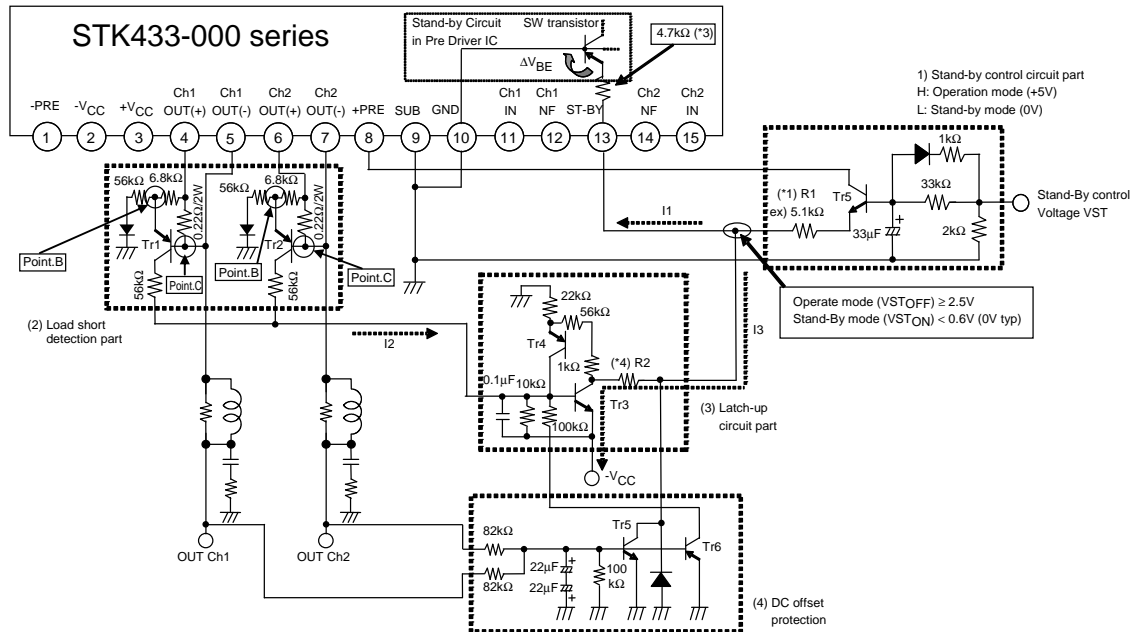 STK433-000 series
Stand-by Circuit
in Pre Driver IC
SW transistor
ΔVBE
4.7kΩ (*3)
-PRE
-VCC
+VCC
Ch1
OUT(+)
Ch1
OUT(-)
Ch2
OUT(+)
Ch2
OUT(-)
+PRE
SUB
GND
Ch1
IN
Ch1
NF
ST-BY
Ch2
NF
Ch2
IN
1
2
3
4
5
6
7
8
9
10
11
12
13
14
15
1) Stand-by control circuit part
H: Operation mode (+5V)
L: Stand-by mode (0V)
1kΩ
33kΩ
2kΩ
33μF
Tr5
(*1) R1
ex) 5.1kΩ
Stand-By control
Voltage VST
I1
56kΩ
6.8kΩ
0.22Ω/2W
Tr1
56kΩ
Point.B
Point.C
56kΩ
6.8kΩ
0.22Ω/2W
Tr2
56kΩ
Point.B
Point.C
(2) Load short
detection part
I2
Operate mode (VSTOFF) ≥ 2.5V
Stand-By mode (VSTON) < 0.6V (0V typ)
22kΩ
56kΩ
Tr4
1kΩ
(*4) R2
I3
0.1μF
10kΩ
Tr3
100kΩ
(3) Latch-up
circuit part
-VCC
OUT Ch1
OUT Ch2
82kΩ
82kΩ
22μF
22μF
100
kΩ
Tr5
Tr6
(4) DC offset
protection